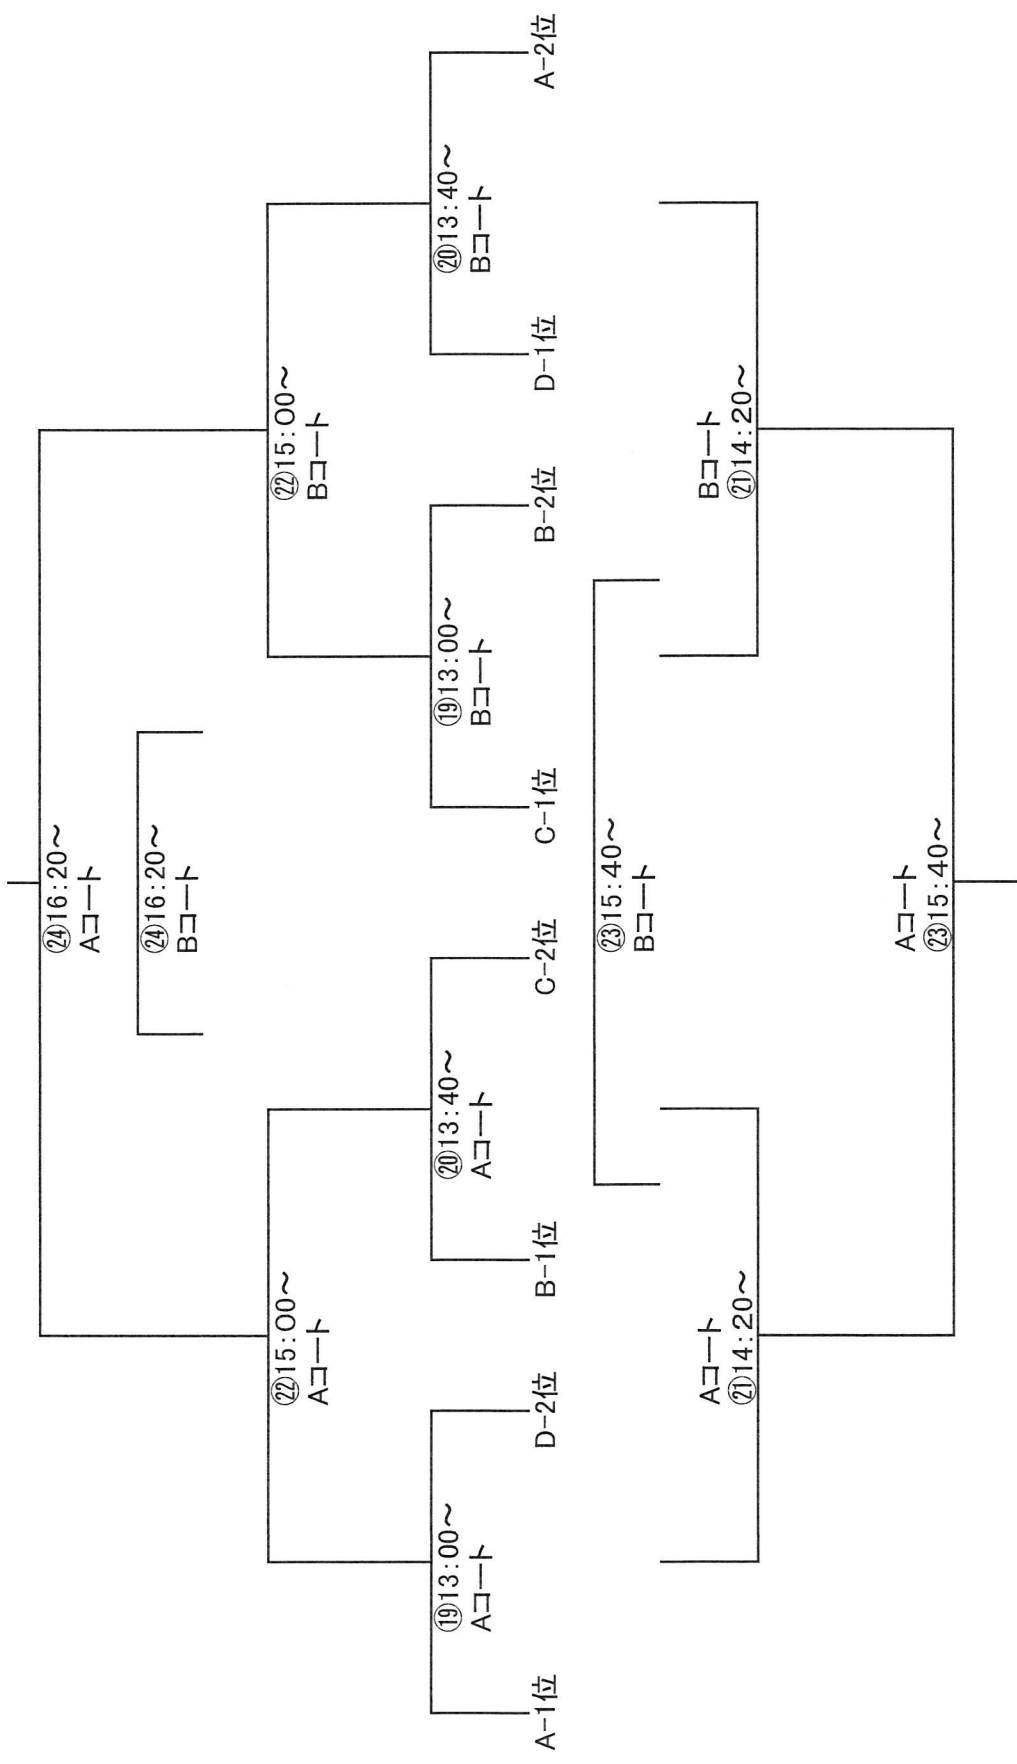 ㉔16:20～
Aコート
㉔16:20～
Bコート
㉒15:00～
Aコート
㉒15:00～
Bコート
⑲13:00～
Aコート
⑳13:40～
Aコート
⑲13:00～
Bコート
⑳13:40～
Bコート
A-1位
D-2位
B-1位
C-2位
C-1位
B-2位
D-1位
A-2位
㉓15:40～
Bコート
Aコート
㉑14:20～
Bコート
㉑14:20～
Aコート
㉓15:40～